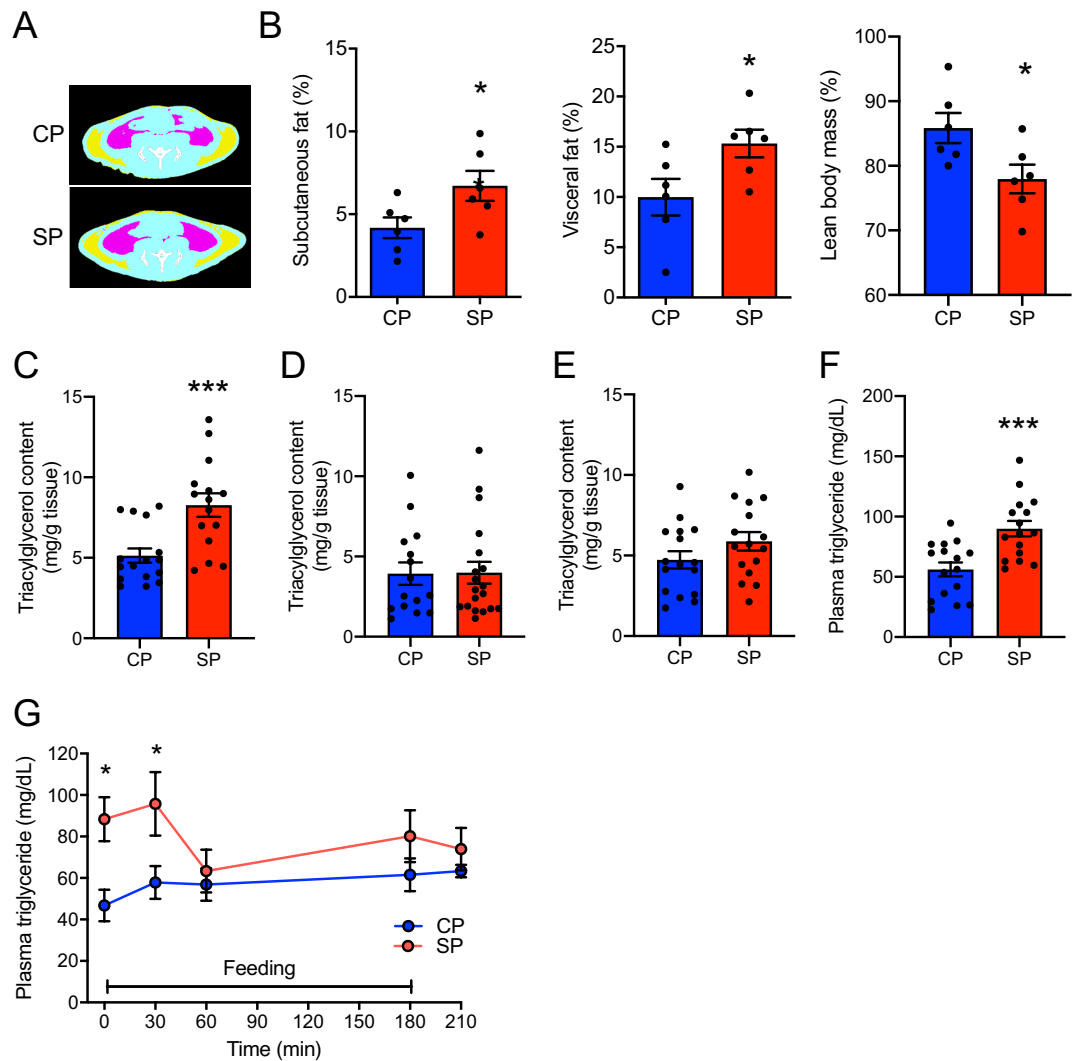 A
CP
SP
B
Subcutaneous fat (%)
15
10
5
0
*
CP
SP
Visceral fat (%)
25
20
15
10
5
0
*
CP
SP
Lean body mass (%)
100
90
80
70
60
*
CP
SP
C
Triacylglycerol content
(mg/g tissue)
15
10
5
0
***
CP
SP
D
Triacylglycerol content
(mg/g tissue)
15
10
5
0
CP
SP
E
Triacylglycerol content
(mg/g tissue)
15
10
5
0
CP
SP
F
Plasma triglyceride (mg/dL)
200
150
100
50
0
***
CP
SP
G
Plasma triglyceride (mg/dL)
120
100
80
60
40
20
0
*
*
CP
SP
Feeding
0 30 60 90 120 150 180 210
Time (min)